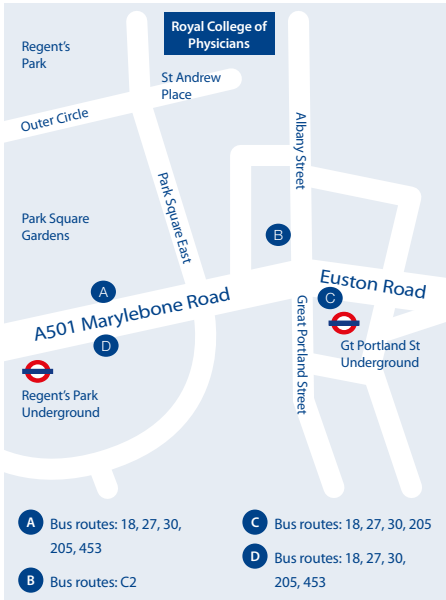 Royal College of
Physicians
Regent's
Park
St Andrew
Place
Outer Circle
Albany Street
Park Square East
Park Square
Gardens
B
Euston Road
A
C
A501 Marylebone Road
Great Portland Street
D
Gt Portland St
Underground
Regent's Park
Underground
A Bus routes: 18, 27, 30,
205, 453
B Bus routes: C2
C Bus routes: 18, 27, 30, 205
D Bus routes: 18, 27, 30,
205, 453